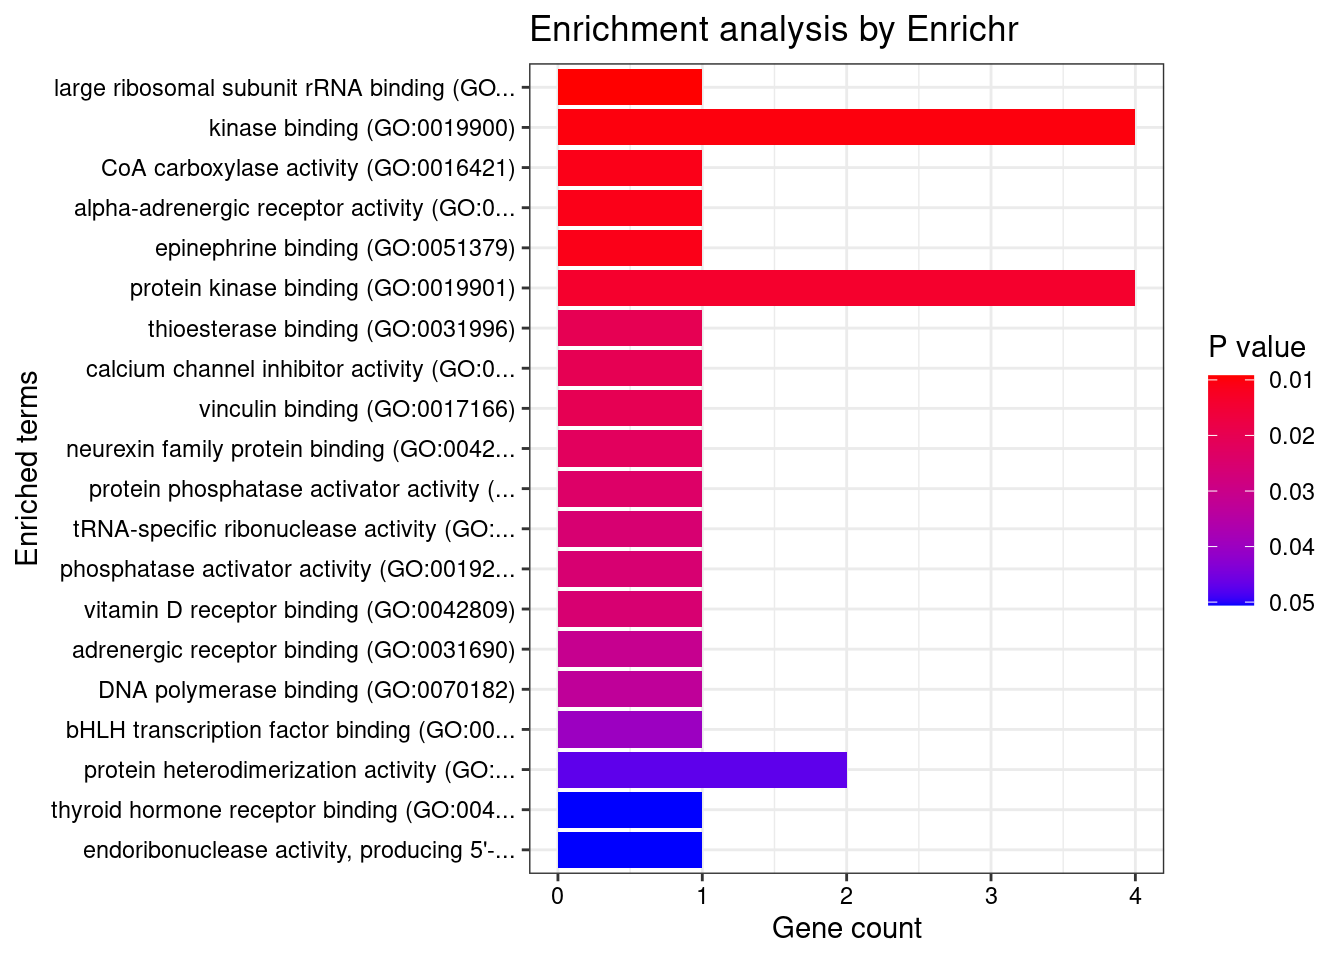 Enrichment analysis by Enrichr
large ribosomal subunit rRNA binding (GO...
kinase binding (GO:0019900)
CoA carboxylase activity (GO:0016421)
alpha-adrenergic receptor activity (GO:0...
epinephrine binding (GO:0051379)
protein kinase binding (GO:0019901)
thioesterase binding (GO:0031996)
calcium channel inhibitor activity (GO:0...
vinculin binding (GO:0017166)
neurexin family protein binding (GO:0042...
protein phosphatase activator activity (...
tRNA-specific ribonuclease activity (GO:...
phosphatase activator activity (GO:00192...
vitamin D receptor binding (GO:0042809)
adrenergic receptor binding (GO:0031690)
DNA polymerase binding (GO:0070182)
bHLH transcription factor binding (GO:00...
protein heterodimerization activity (GO:...
thyroid hormone receptor binding (GO:004...
endoribonuclease activity, producing 5'-...
Enriched terms
0 1 2 3 4
Gene count
P value
0.01
0.02
0.03
0.04
0.05